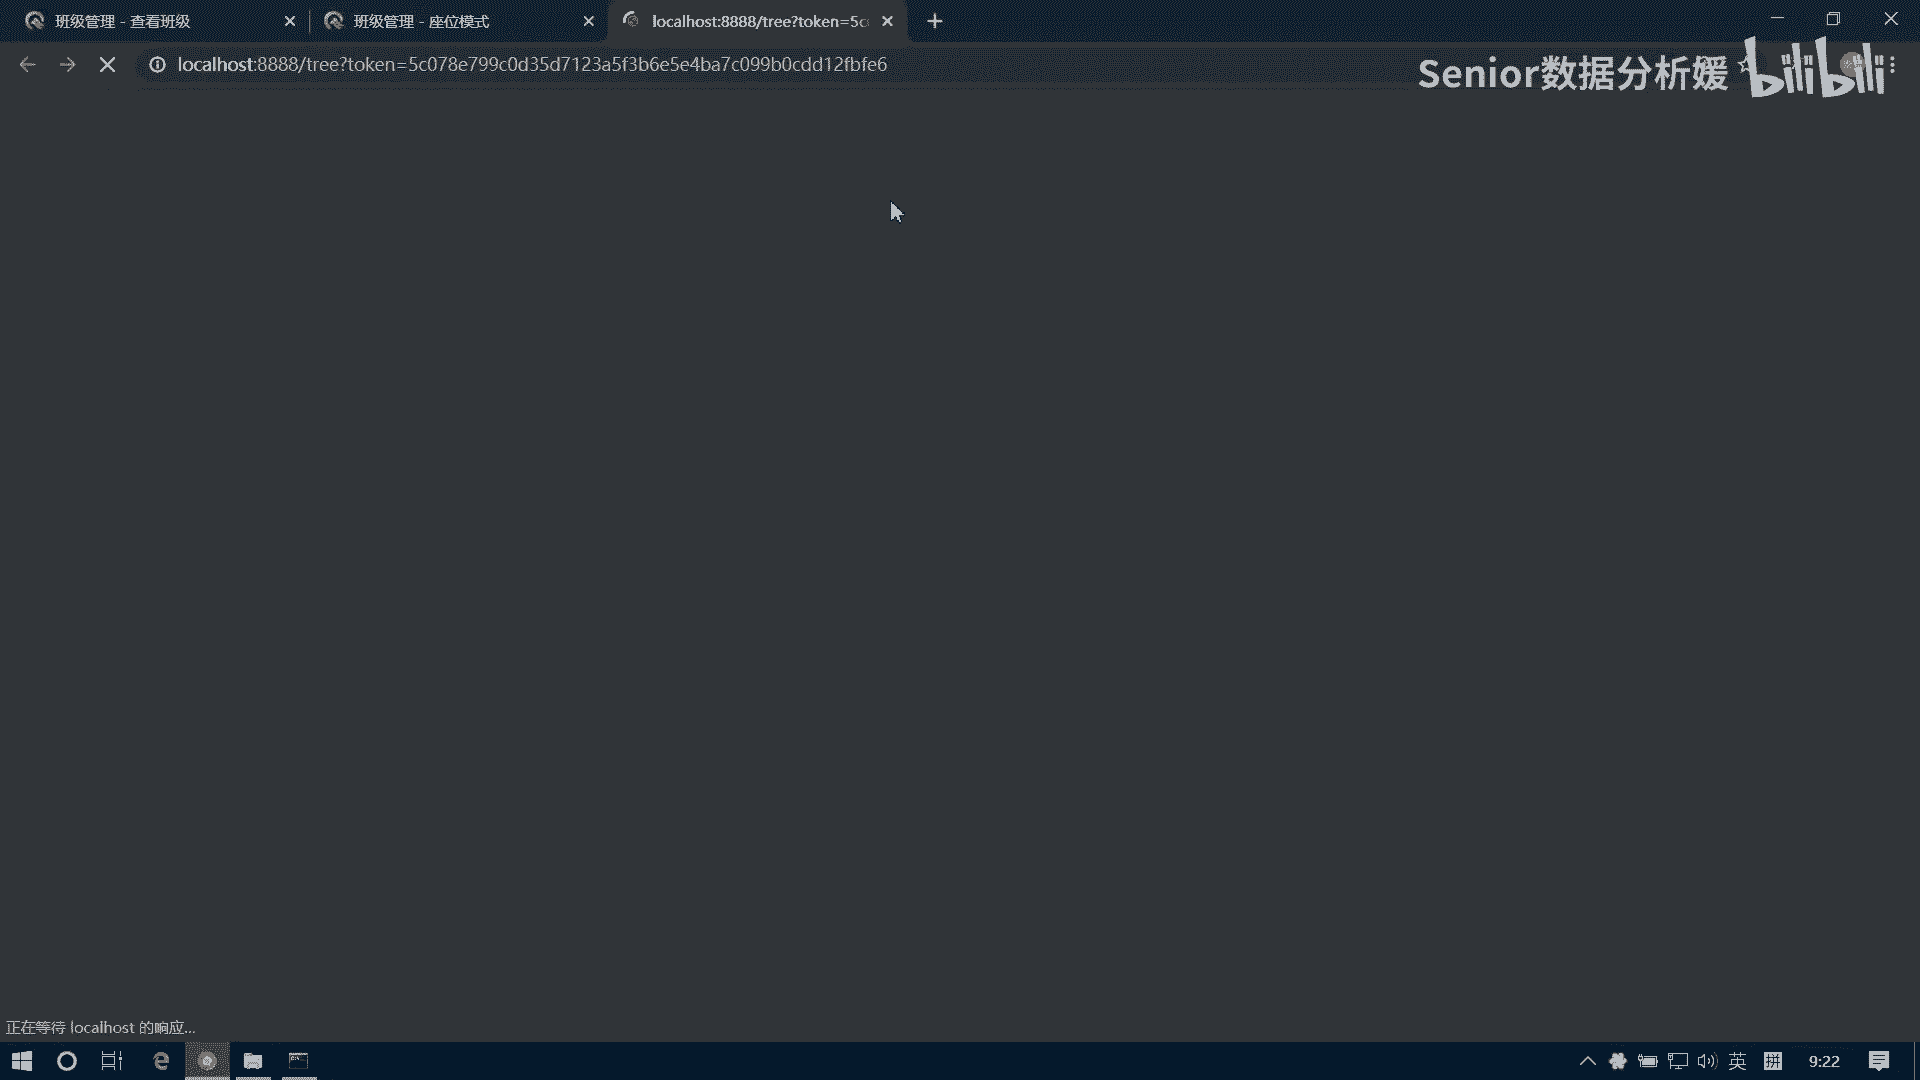 班级管理 - 查看班级
班级管理 - 座位模式
localhost:8888/tree?token=5c
localhost:8888/tree?token=5c078e799c0d35d7123a5f3b6e5e4ba7c099b0cdd12fbfe6
Senior数据分析媛 bilibili
正在等待 localhost 的响应...
英 拼 9:22